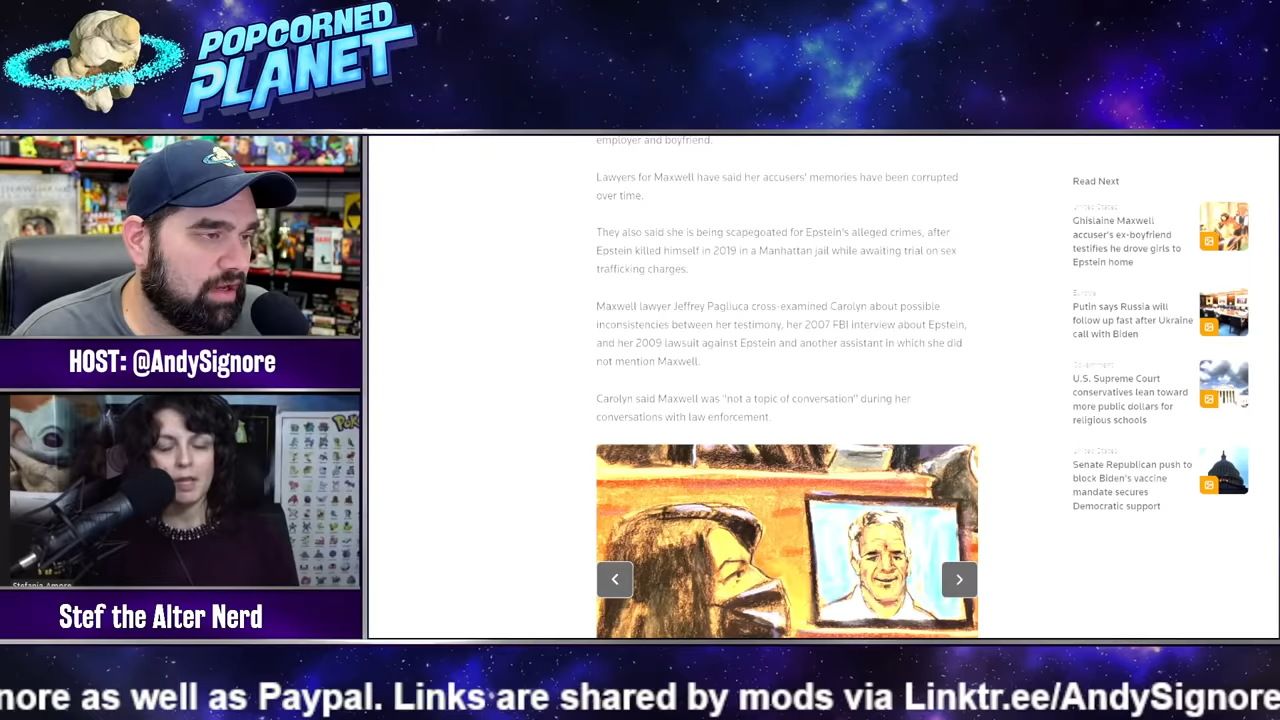 POPCORNED
PLANET
HOST: @AndySignore
Stefania Amore
Stef the Alter Nerd
employer and boyfriend.
Lawyers for Maxwell have said her accusers' memories have been corrupted
over time.
They also said she is being scapegoated for Epstein's alleged crimes, after
Epstein killed himself in 2019 in a Manhattan jail while awaiting trial on sex
trafficking charges.
Maxwell lawyer Jeffrey Pagliuca cross-examined Carolyn about possible
inconsistencies between her testimony, her 2007 FBI interview about Epstein,
and her 2009 lawsuit against Epstein and another assistant in which she did
not mention Maxwell.
Carolyn said Maxwell was "not a topic of conversation" during her
conversations with law enforcement.
Read Next
United States
Ghislaine Maxwell
accuser's ex-boyfriend
testifies he drove girls to
Epstein home
Europe
Putin says Russia will
follow up fast after Ukraine
call with Biden
Government
U.S. Supreme Court
conservatives lean toward
more public dollars for
religious schools
United States
Senate Republican push to
block Biden's vaccine
mandate secures
Democratic support
nore as well as Paypal. Links are shared by mods via Linktr.ee/AndySignore